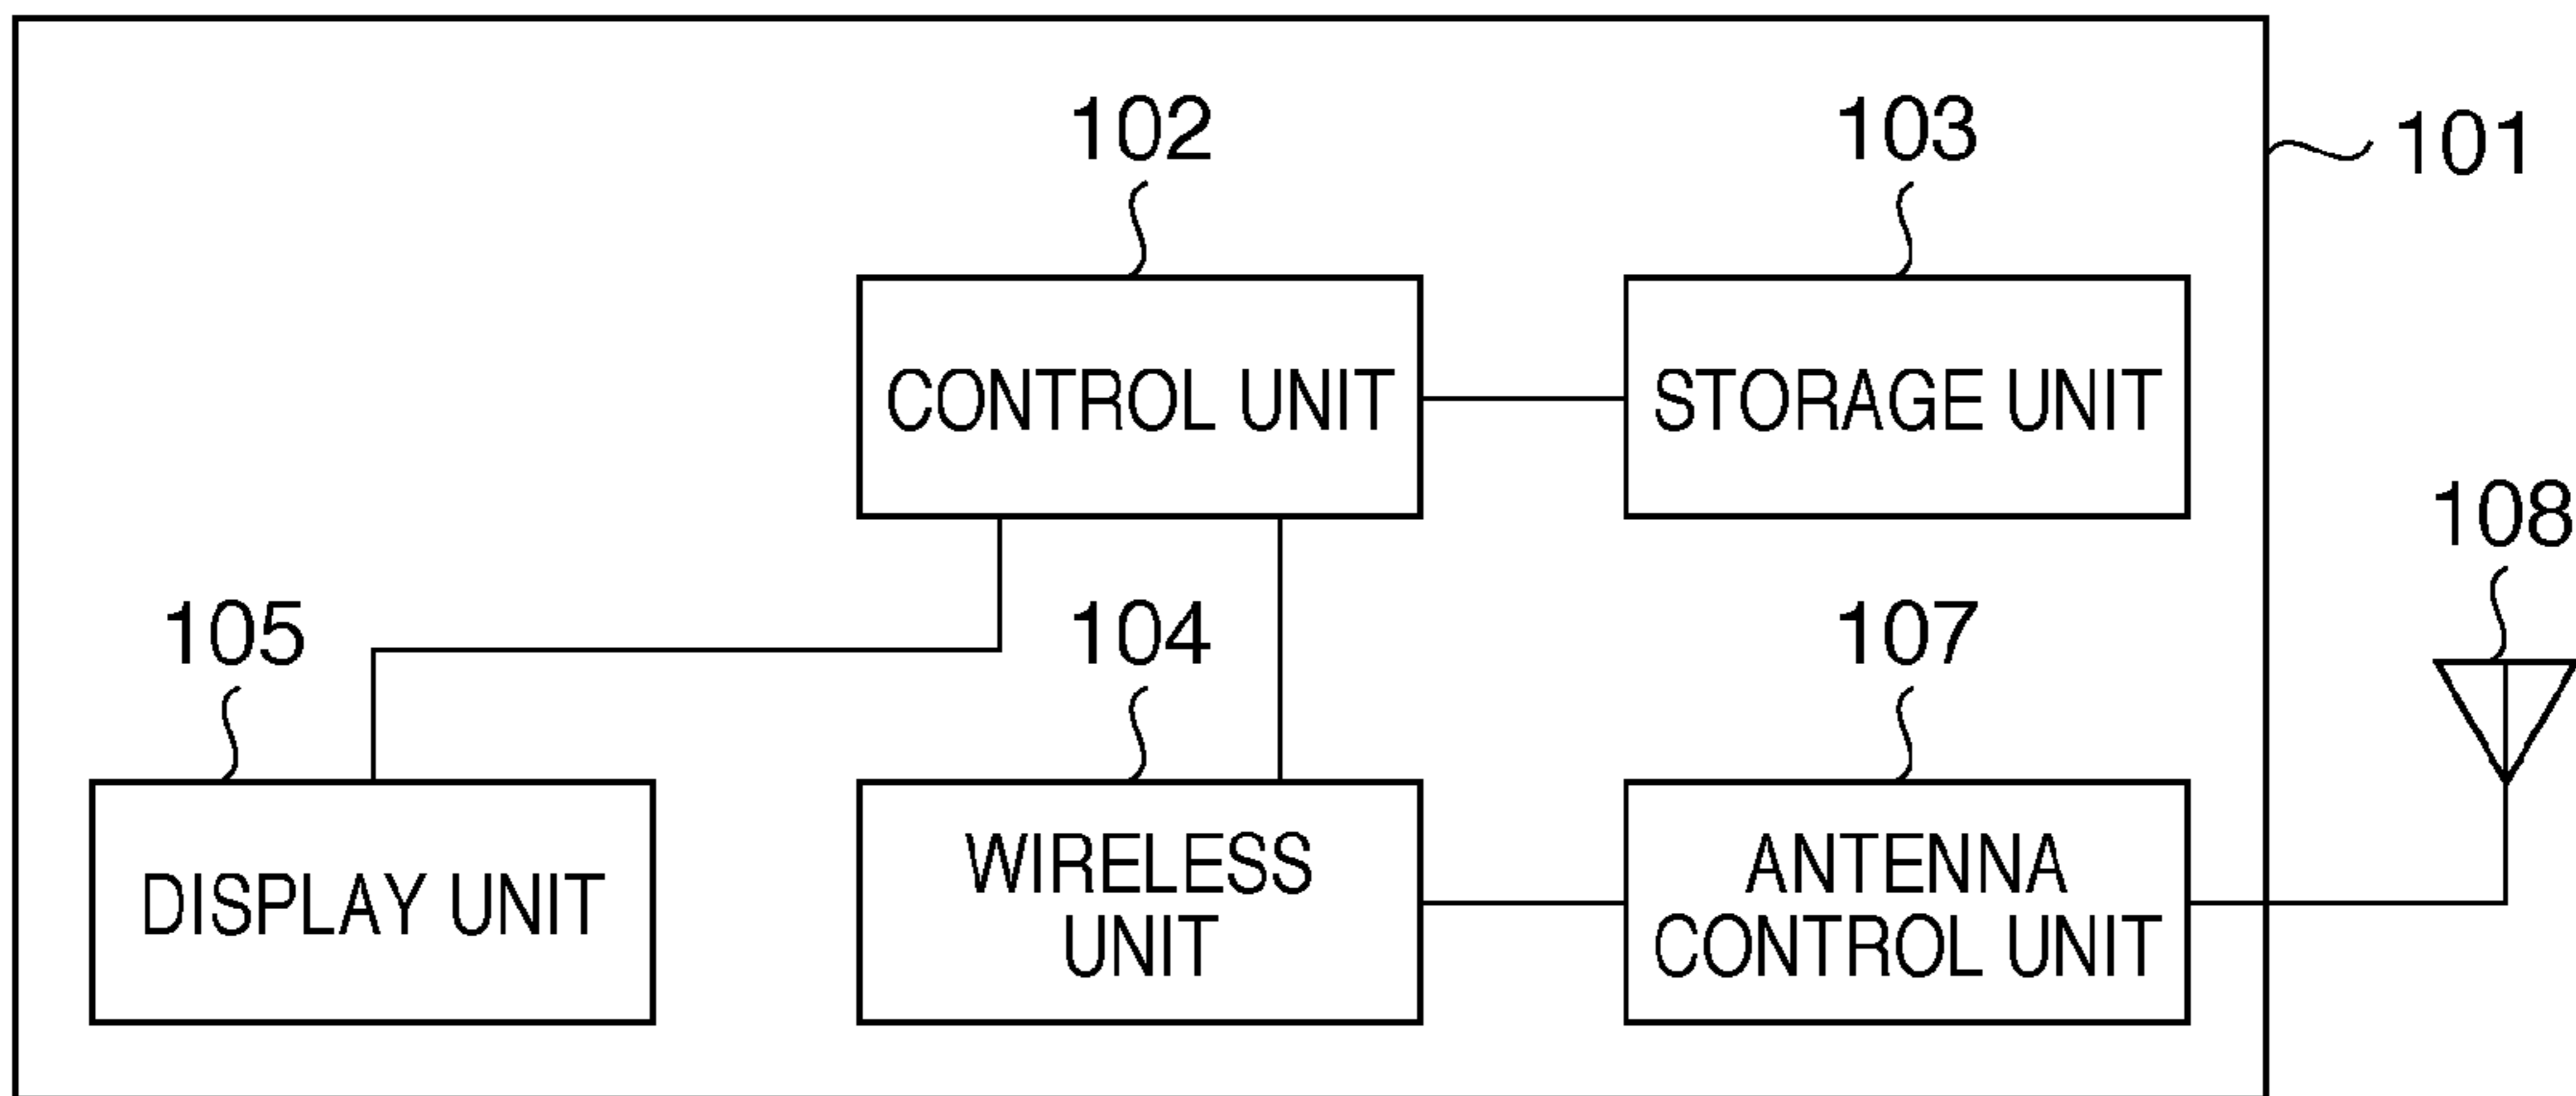 102
103
101
CONTROL UNIT
STORAGE UNIT
108
105
104
107
DISPLAY UNIT
WIRELESS
UNIT
ANTENNA
CONTROL UNIT